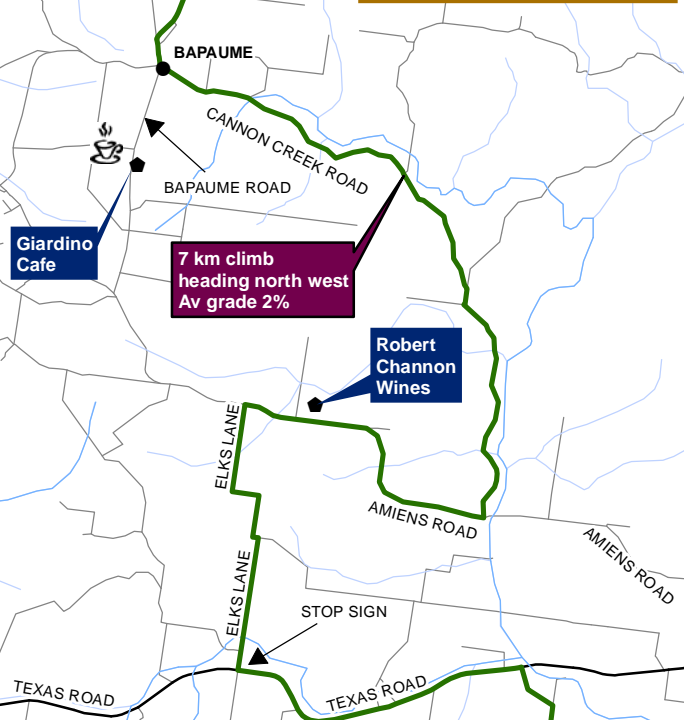 BAPAUME
CANNON CREEK ROAD
BAPAUME ROAD
Giardino
Cafe
7 km climb
heading north west
Av grade 2%
Robert
Channon
Wines
ELKS LANE
AMIENS ROAD
AMIENS ROAD
ELKS LANE
STOP SIGN
TEXAS ROAD
TEXAS ROAD